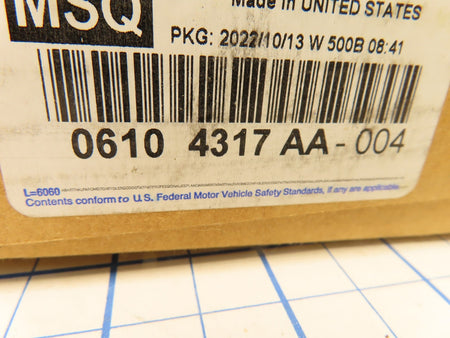 MSQ
Made in UNITED STATES
PKG: 2022/10/13 W 500B 08:41
0610 4317 AA - 004
L=6060
Contents conform to U.S. Federal Motor Vehicle Safety Standards, if any are applicable